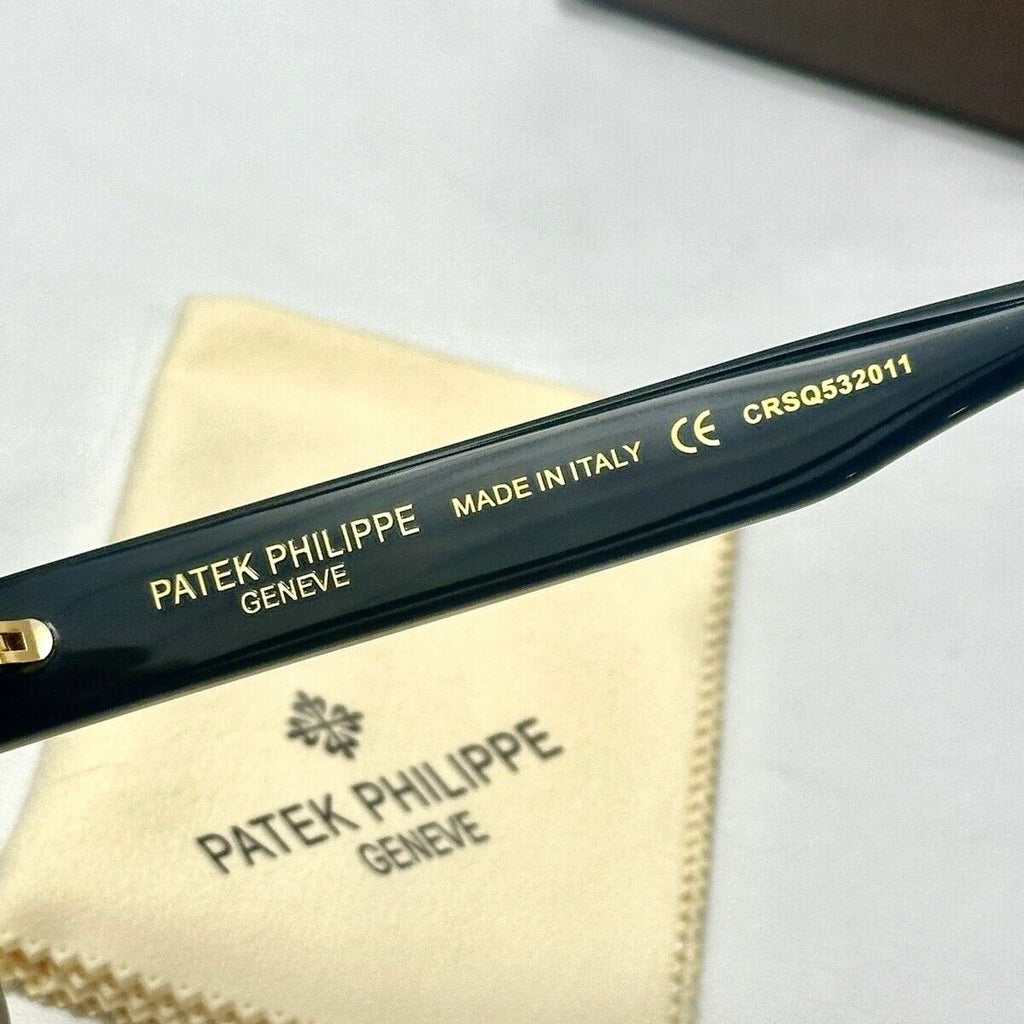 PATEK PHILIPPE
GENEVE
MADE IN ITALY CE CRSQ532011
PATEK PHILIPPE
GENEVE